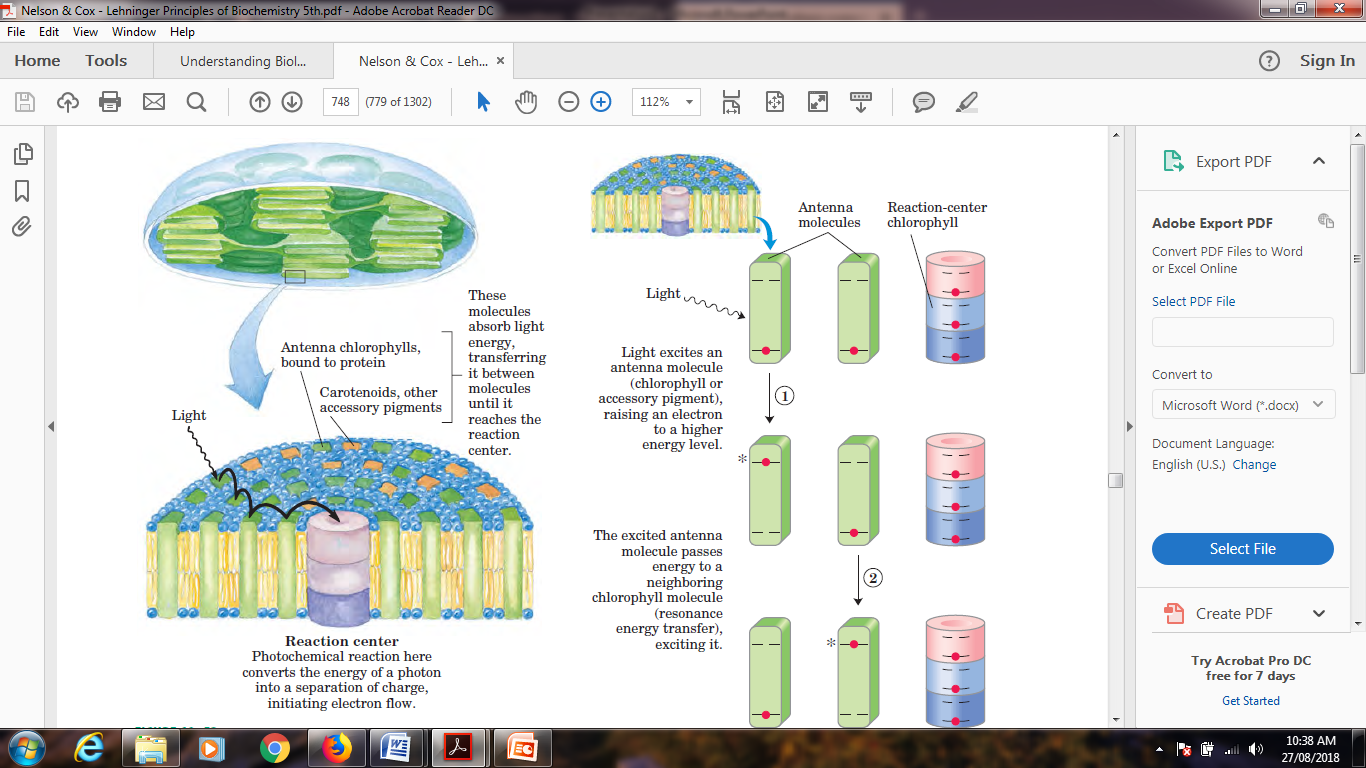 Nelson & Cox - Lehninger Principles of Biochemistry 5th.pdf - Adobe Acrobat Reader DC
File Edit View Window Help
Home Tools Understanding Biol... Nelson & Cox - Leh... × Sign In
748 (779 of 1302) 112%
These
molecules
absorb light
energy,
transferring
it between
molecules
until it
reaches the
reaction
center.
Antenna chlorophylls,
bound to protein
Carotenoids, other
accessory pigments
Light
Reaction center
Photochemical reaction here
converts the energy of a photon
into a separation of charge,
initiating electron flow.
Antenna
molecules
Reaction-center
chlorophyll
Light
Light excites an
antenna molecule
(chlorophyll or
accessory pigment),
raising an electron
to a higher
energy level.
1
*
The excited antenna
molecule passes
energy to a
neighboring
chlorophyll molecule
(resonance
energy transfer),
exciting it.
2
*
Export PDF
Adobe Export PDF
Convert PDF Files to Word
or Excel Online
Select PDF File
Convert to
Microsoft Word (*.docx)
Document Language:
English (U.S.) Change
Select File
Create PDF
Try Acrobat Pro DC
free for 7 days
Get Started
10:38 AM
27/08/2018